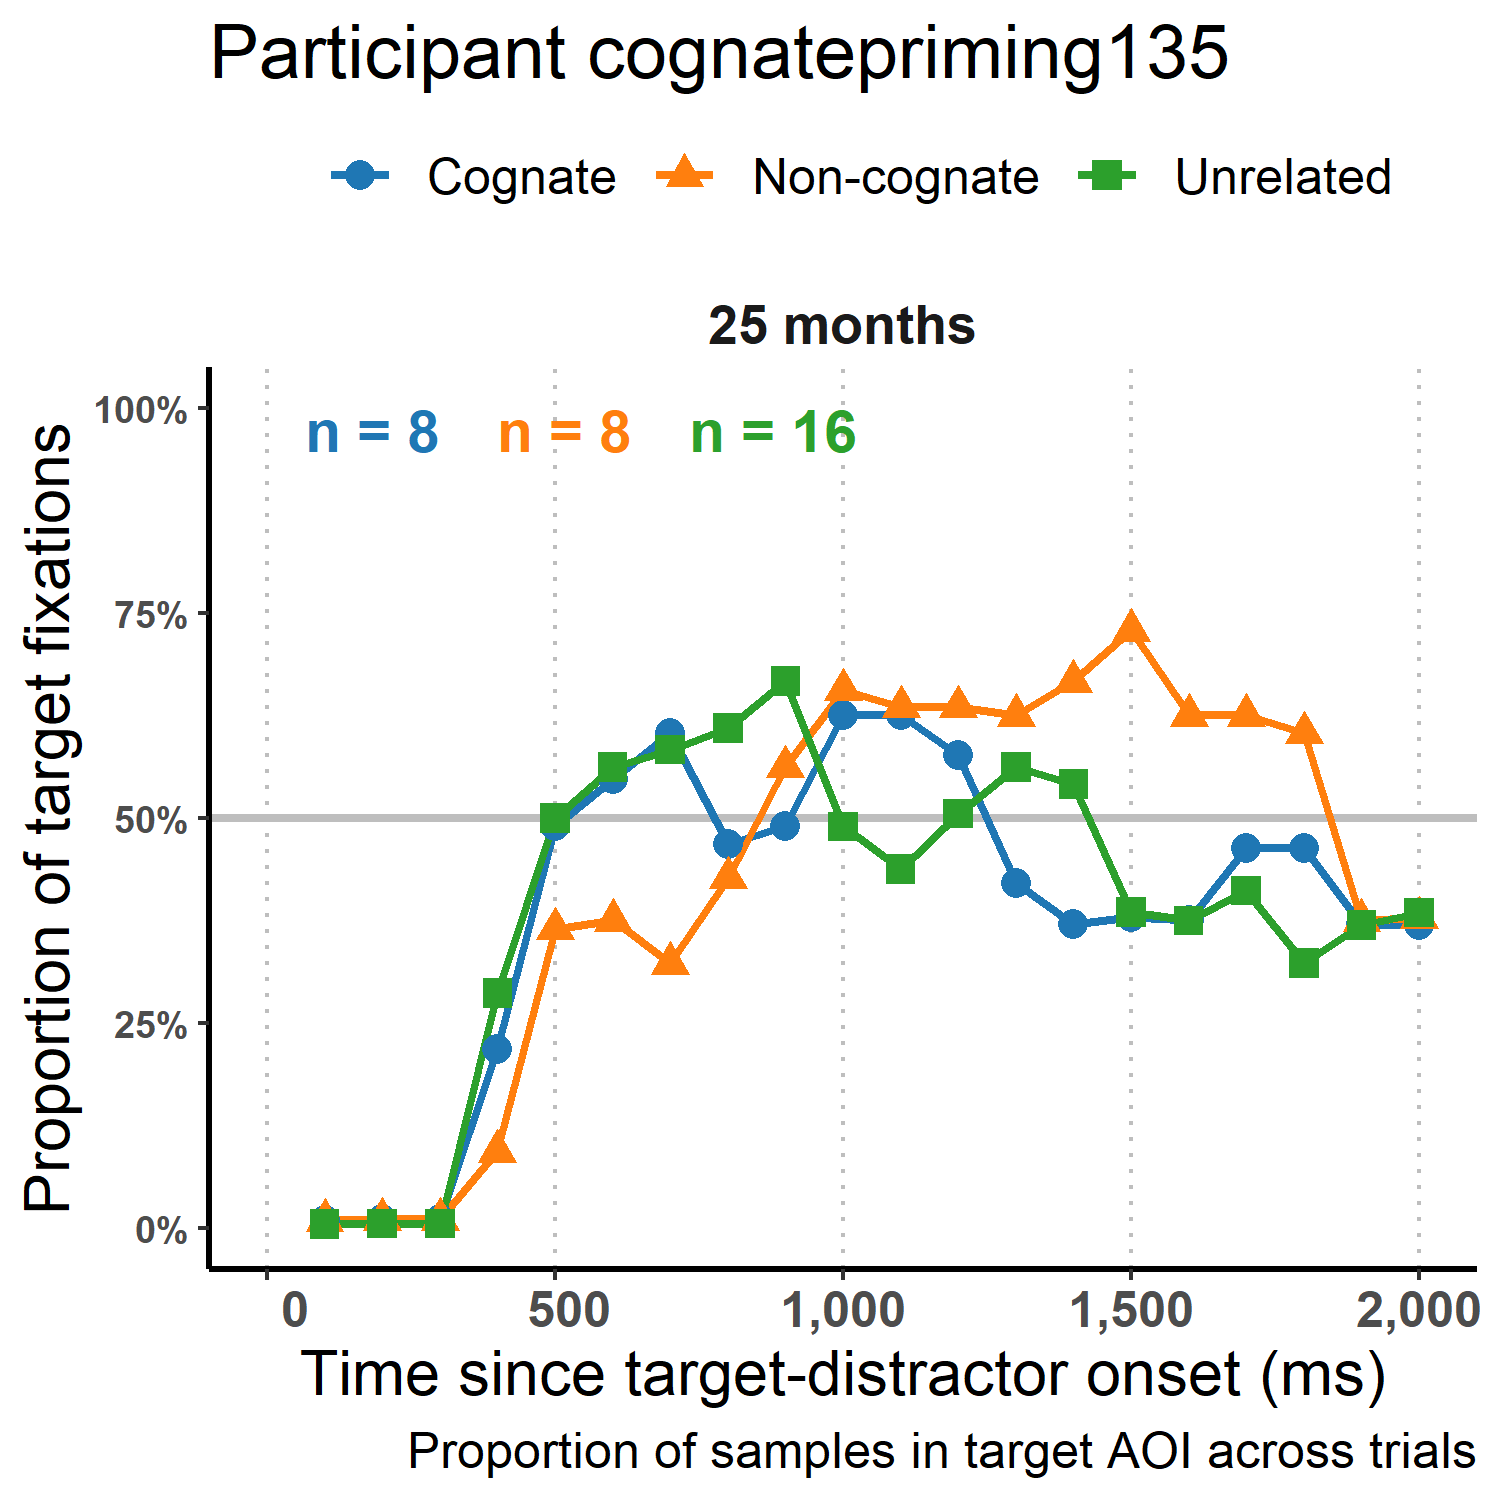 Participant cognatepriming135
Cognate Non-cognate Unrelated
25 months
n = 8 n = 8 n = 16
100%
75%
50%
25%
0%
Proportion of target fixations
0 500 1,000 1,500 2,000
Time since target-distractor onset (ms)
Proportion of samples in target AOI across trials